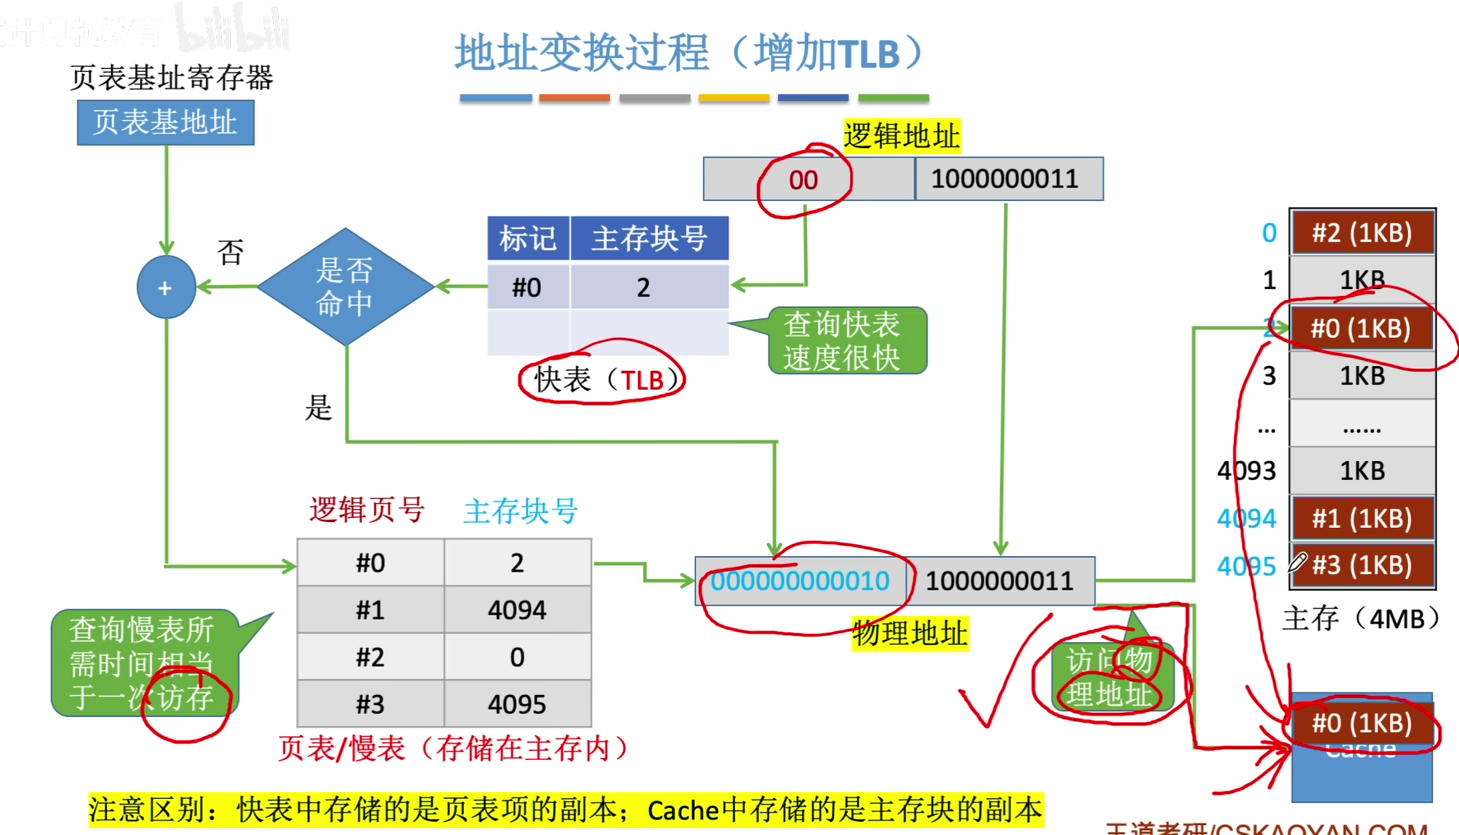 bilibili
地址变换过程（增加TLB）
页表基址寄存器
页表基地址
逻辑地址
00 1000000011
标记 主存块号
#0 2
是否
命中
否
是
+
查询快表
速度很快
快表（TLB）
逻辑页号 主存块号
#0 2
#1 4094
#2 0
#3 4095
页表/慢表（存储在主存内）
查询慢表所
需时间相当
于一次访存
000000000010 1000000011
物理地址
访问物
理地址
0 #2 (1KB)
1 1KB
2 #0 (1KB)
3 1KB
... ......
4093 1KB
4094 #1 (1KB)
4095 #3 (1KB)
主存（4MB）
#0 (1KB)
Cache
注意区别：快表中存储的是页表项的副本；Cache中存储的是主存块的副本
王道考研/CSKAOYAN.COM